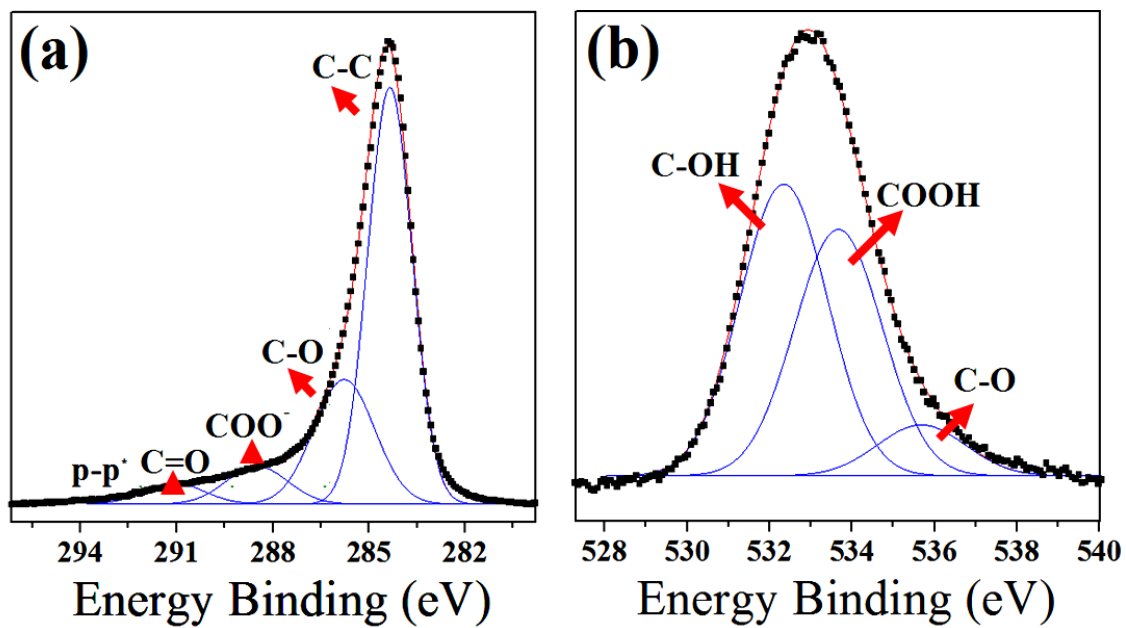 (a)
C-C
C-O
COO⁻
p-p* C=O
294 291 288 285 282
Energy Binding (eV)
(b)
C-OH
COOH
C-O
528 530 532 534 536 538 540
Energy Binding (eV)